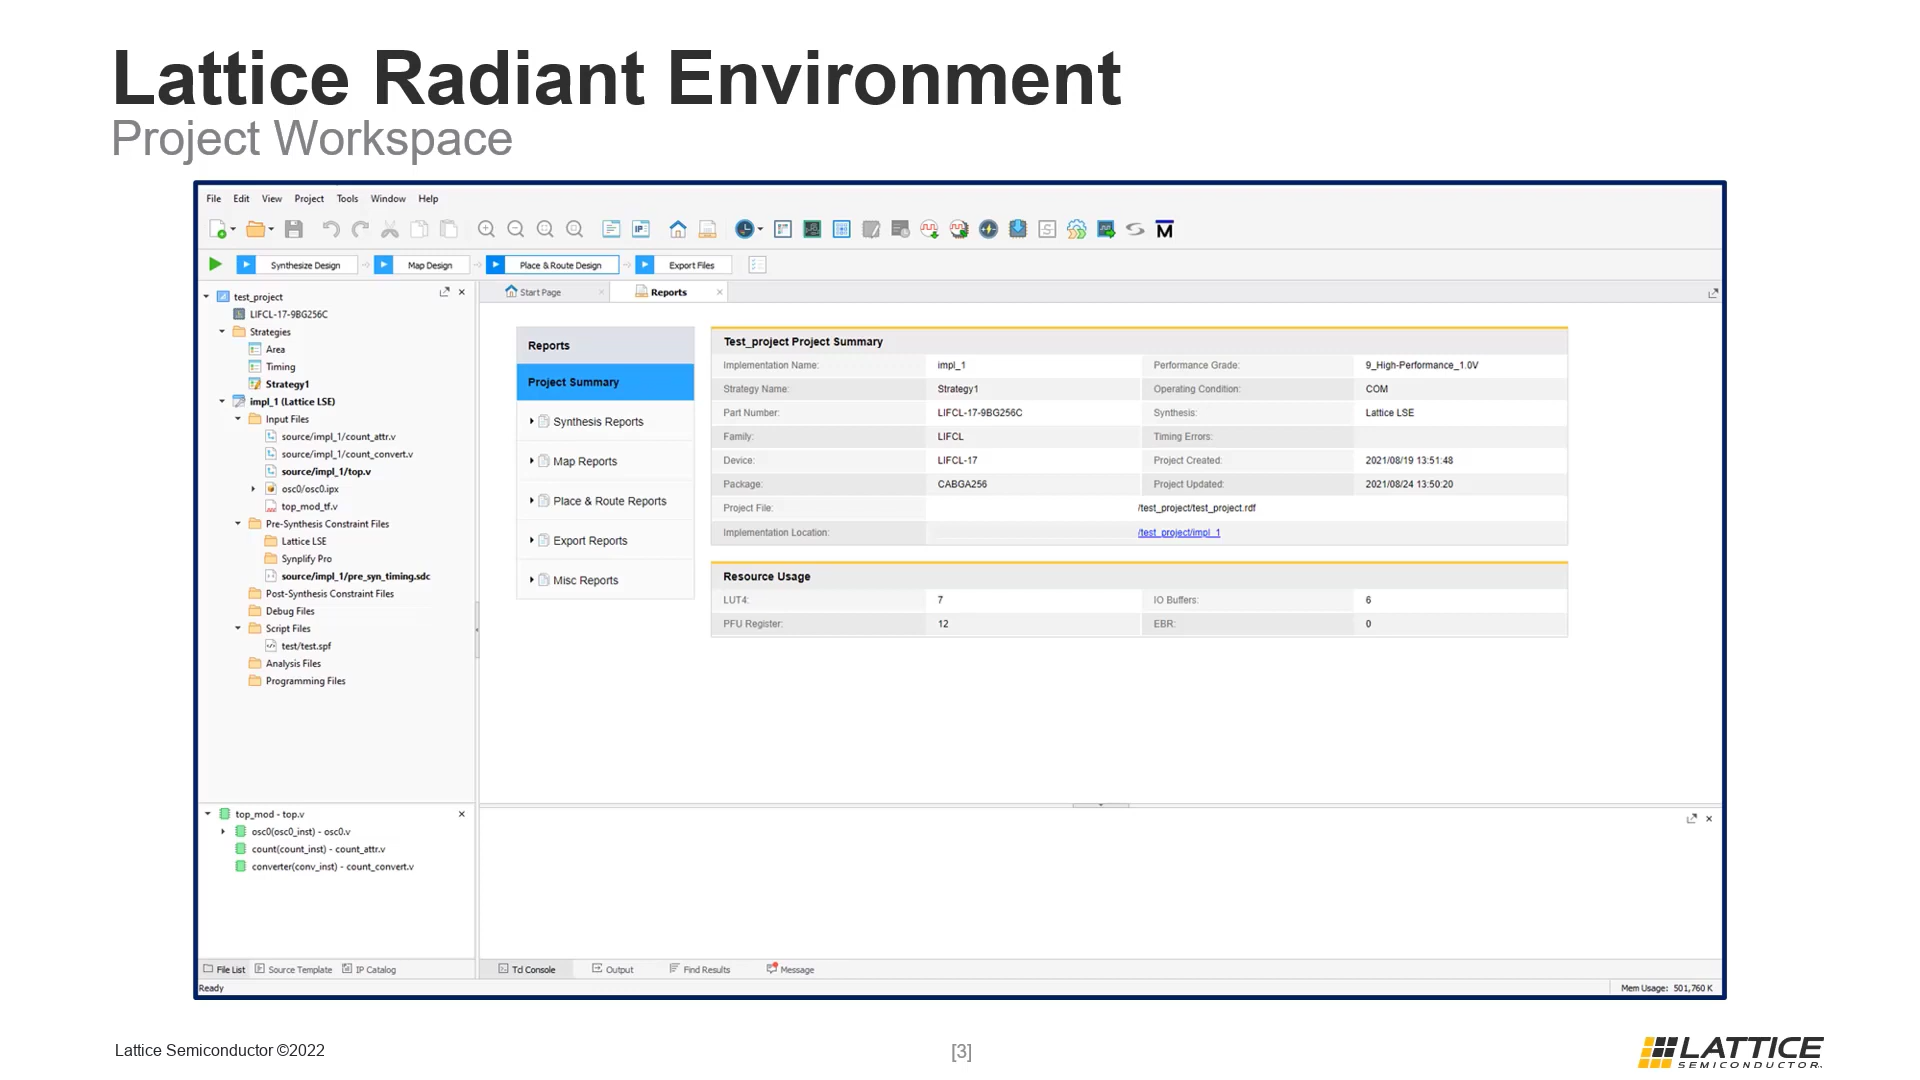 Lattice Radiant Environment
Project Workspace
File Edit View Project Tools Window Help
Synthesize Design Map Design Place & Route Design Export Files
test_project
LIFCL-17-9BG256C
Strategies
Area
Timing
Strategy1
impl_1 (Lattice LSE)
Input Files
source/impl_1/count_attr.v
source/impl_1/count_convert.v
source/impl_1/top.v
osc0/osc0.ipx
top_mod_tf.v
Pre-Synthesis Constraint Files
Lattice LSE
Synplify Pro
source/impl_1/pre_syn_timing.sdc
Post-Synthesis Constraint Files
Debug Files
Script Files
test/test.spf
Analysis Files
Programming Files
top_mod - top.v
osc0(osc0_inst) - osc0.v
count(count_inst) - count_attr.v
converter(conv_inst) - count_convert.v
File List Source Template IP Catalog
Start Page Reports
Reports
Project Summary
Synthesis Reports
Map Reports
Place & Route Reports
Export Reports
Misc Reports
Test_project Project Summary
Implementation Name: impl_1 Performance Grade: 9_High-Performance_1.0V
Strategy Name: Strategy1 Operating Condition: COM
Part Number: LIFCL-17-9BG256C Synthesis: Lattice LSE
Family: LIFCL Timing Errors:
Device: LIFCL-17 Project Created: 2021/08/19 13:51:48
Package: CABGA256 Project Updated: 2021/08/24 13:50:20
Project File: /test_project/test_project.rdf
Implementation Location: /test_project/impl_1
Resource Usage
LUT4: 7 IO Buffers: 6
PFU Register: 12 EBR: 0
Tcl Console Output Find Results Message
Ready
Mem Usage: 501,760 K
Lattice Semiconductor ©2022
[3]
LATTICE
SEMICONDUCTOR